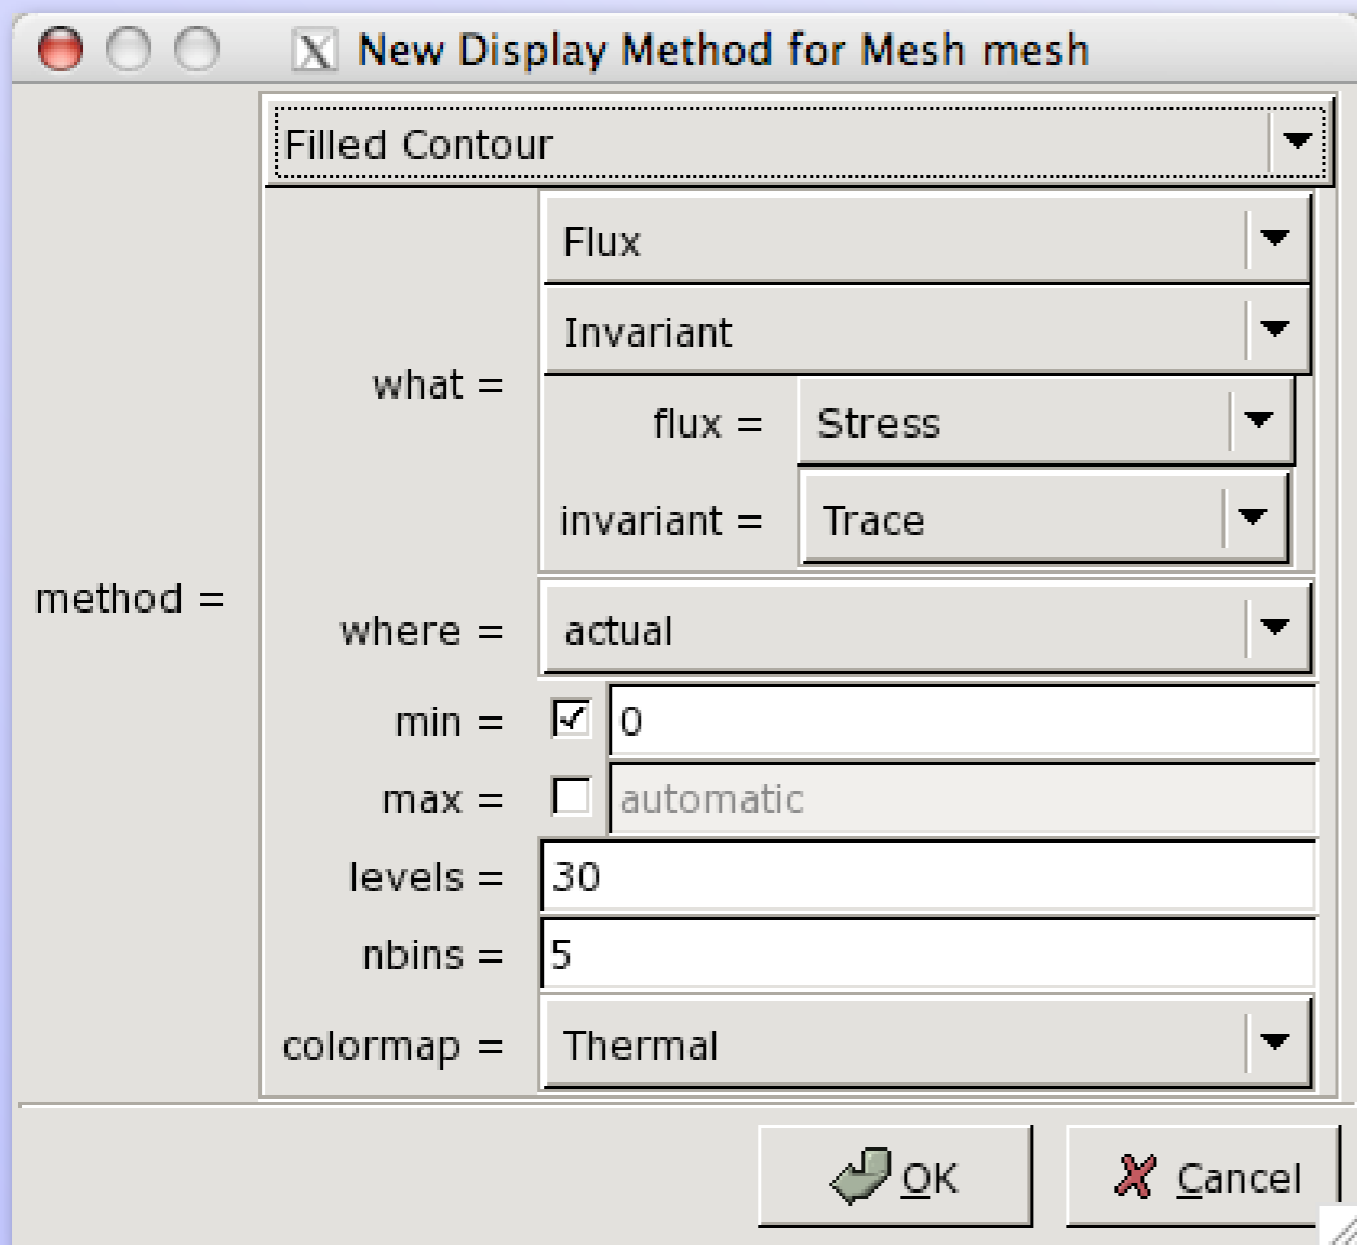 New Display Method for Mesh mesh
method =
Filled Contour
what =
Flux
Invariant
flux = Stress
invariant = Trace
where = actual
min = 0
max = automatic
levels = 30
nbins = 5
colormap = Thermal
OK Cancel